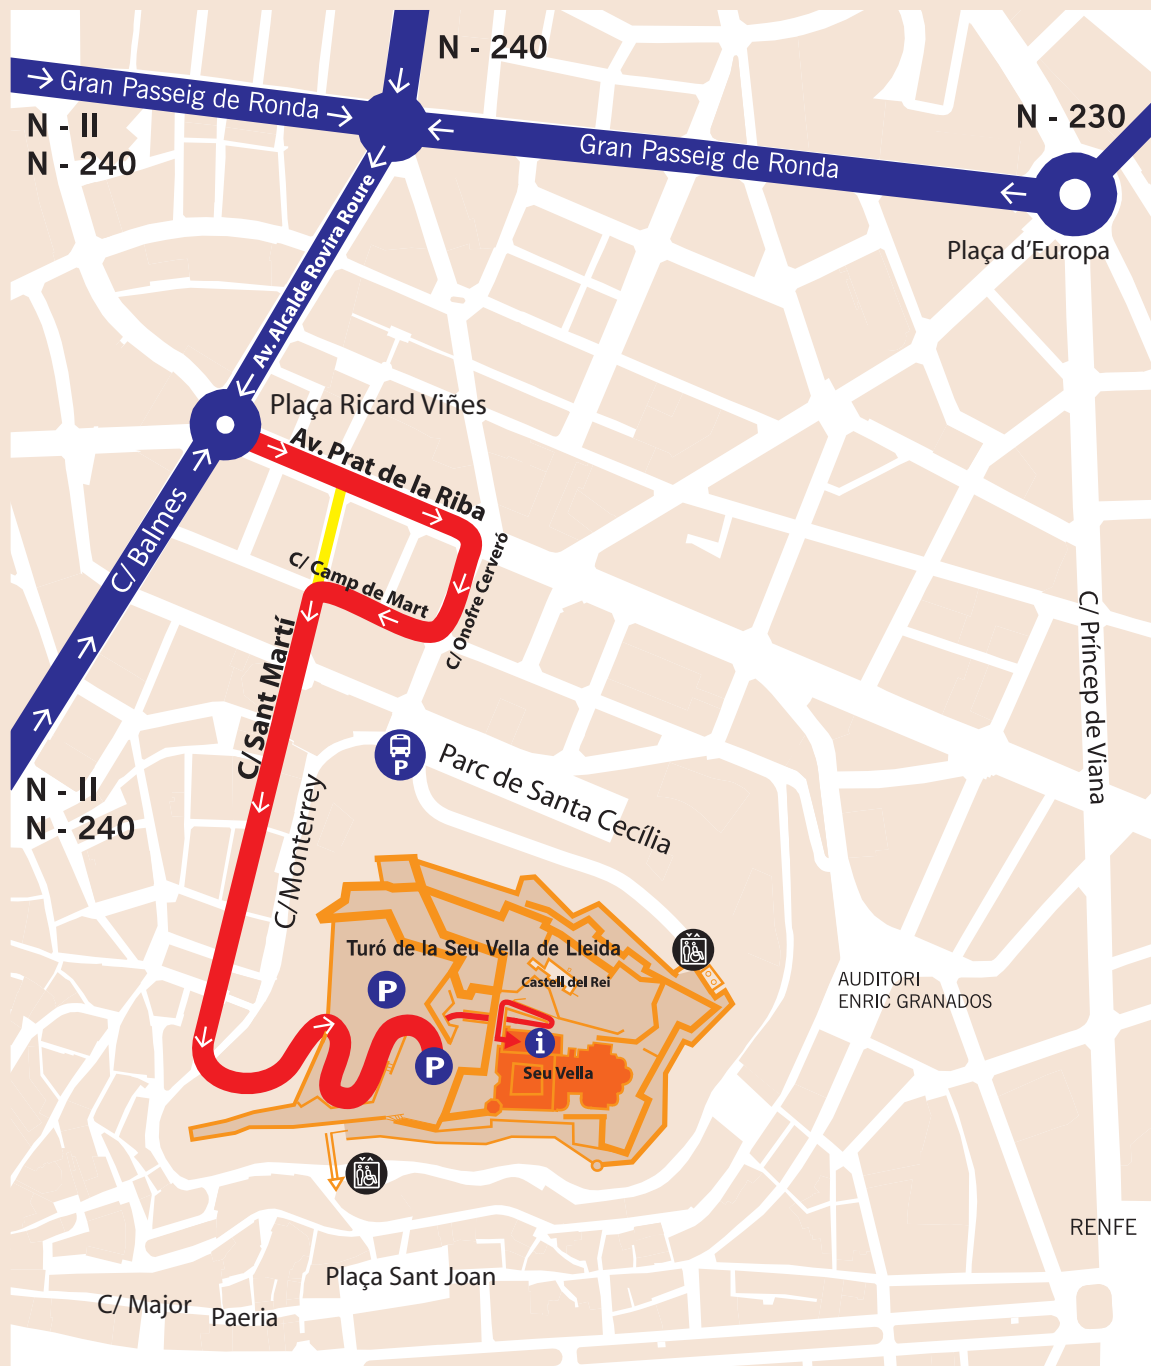 N - 240
Gran Passeig de Ronda
N - II
N - 240
N - 230
Gran Passeig de Ronda
Av. Alcalde Rovira Roure
Plaça d'Europa
Plaça Ricard Viñes
Av. Prat de la Riba
C/ Balmes
C/ Camp de Mart
C/ Onofre Cerveró
C/ Sant Martí
C/ Príncep de Viana
P
Parc de Santa Cecília
N - II
N - 240
C/Monterrey
Turó de la Seu Vella de Lleida
Castell del Rei
P
AUDITORI
ENRIC GRANADOS
i
P
Seu Vella
RENFE
Plaça Sant Joan
C/ Major
Paeria